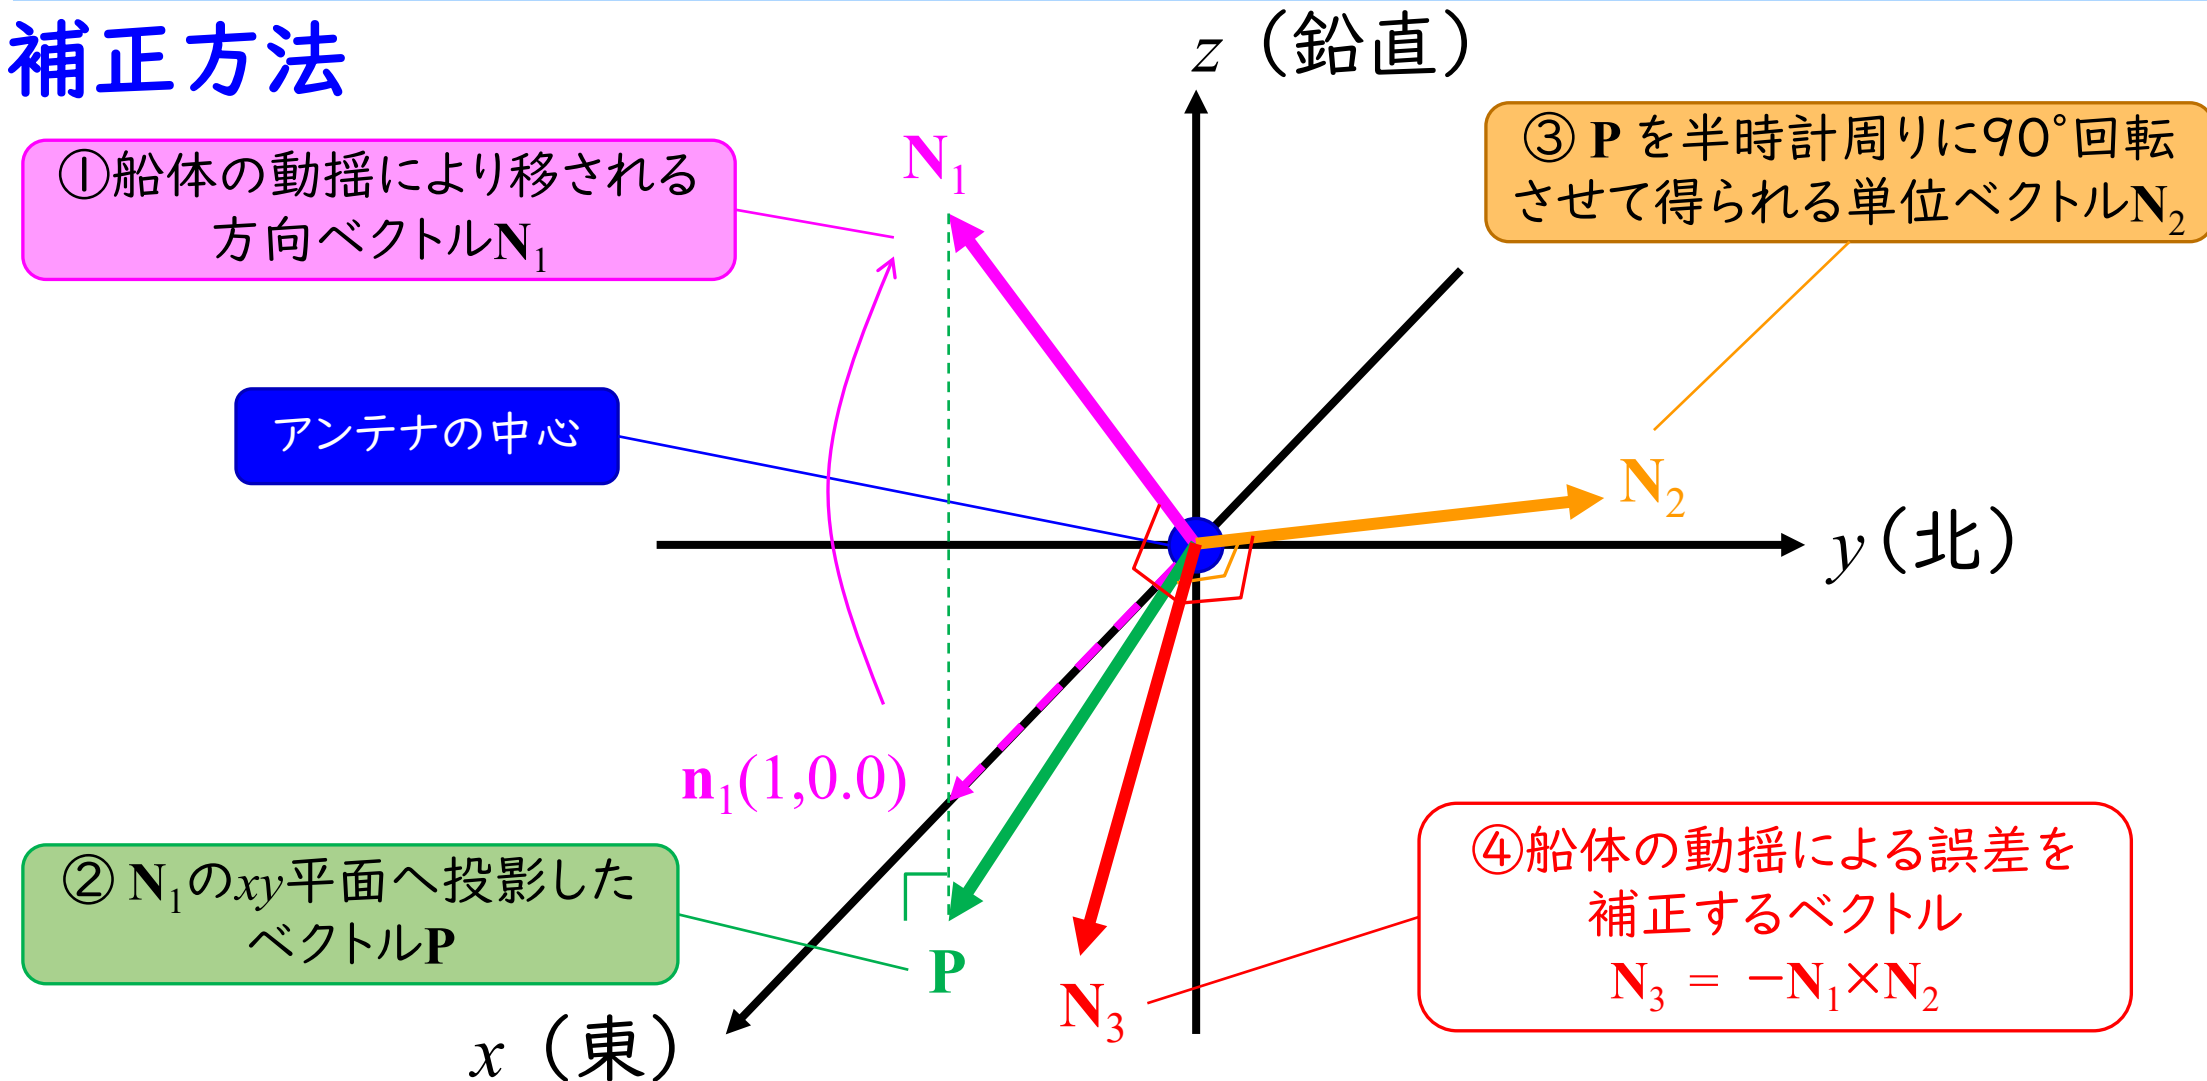 補正方法
z（鉛直）
①船体の動揺により移される
方向ベクトルN₁
N₁
③ P を半時計周りに90°回転
させて得られる単位ベクトルN₂
アンテナの中心
N₂
y（北）
n₁(1,0.0)
② N₁のxy平面へ投影した
ベクトルP
P
N₃
④船体の動揺による誤差を
補正するベクトル
N₃ = −N₁×N₂
x（東）